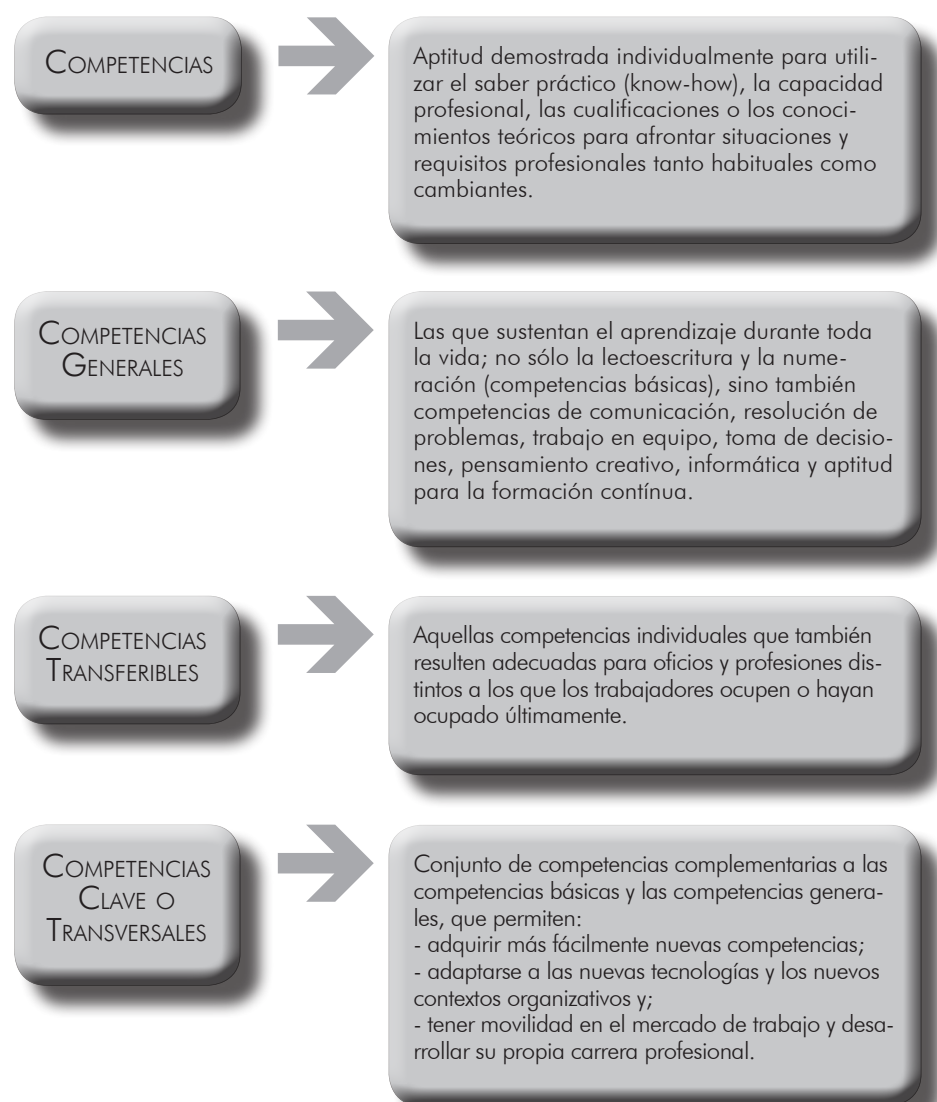 COMPETENCIAS
Aptitud demostrada individualmente para utili-
zar el saber práctico (know-how), la capacidad
profesional, las cualificaciones o los conoci-
mientos teóricos para afrontar situaciones y
requisitos profesionales tanto habituales como
cambiantes.
COMPETENCIAS
GENERALES
Las que sustentan el aprendizaje durante toda
la vida; no sólo la lectoescritura y la nume-
ración (competencias básicas), sino también
competencias de comunicación, resolución de
problemas, trabajo en equipo, toma de decisio-
nes, pensamiento creativo, informática y aptitud
para la formación contínua.
COMPETENCIAS
TRANSFERIBLES
Aquellas competencias individuales que también
resulten adecuadas para oficios y profesiones dis-
tintos a los que los trabajadores ocupen o hayan
ocupado últimamente.
COMPETENCIAS
CLAVE O
TRANSVERSALES
Conjunto de competencias complementarias a las
competencias básicas y las competencias genera-
les, que permiten:
- adquirir más fácilmente nuevas competencias;
- adaptarse a las nuevas tecnologías y los nuevos
contextos organizativos y;
- tener movilidad en el mercado de trabajo y desa-
rrollar su propia carrera profesional.